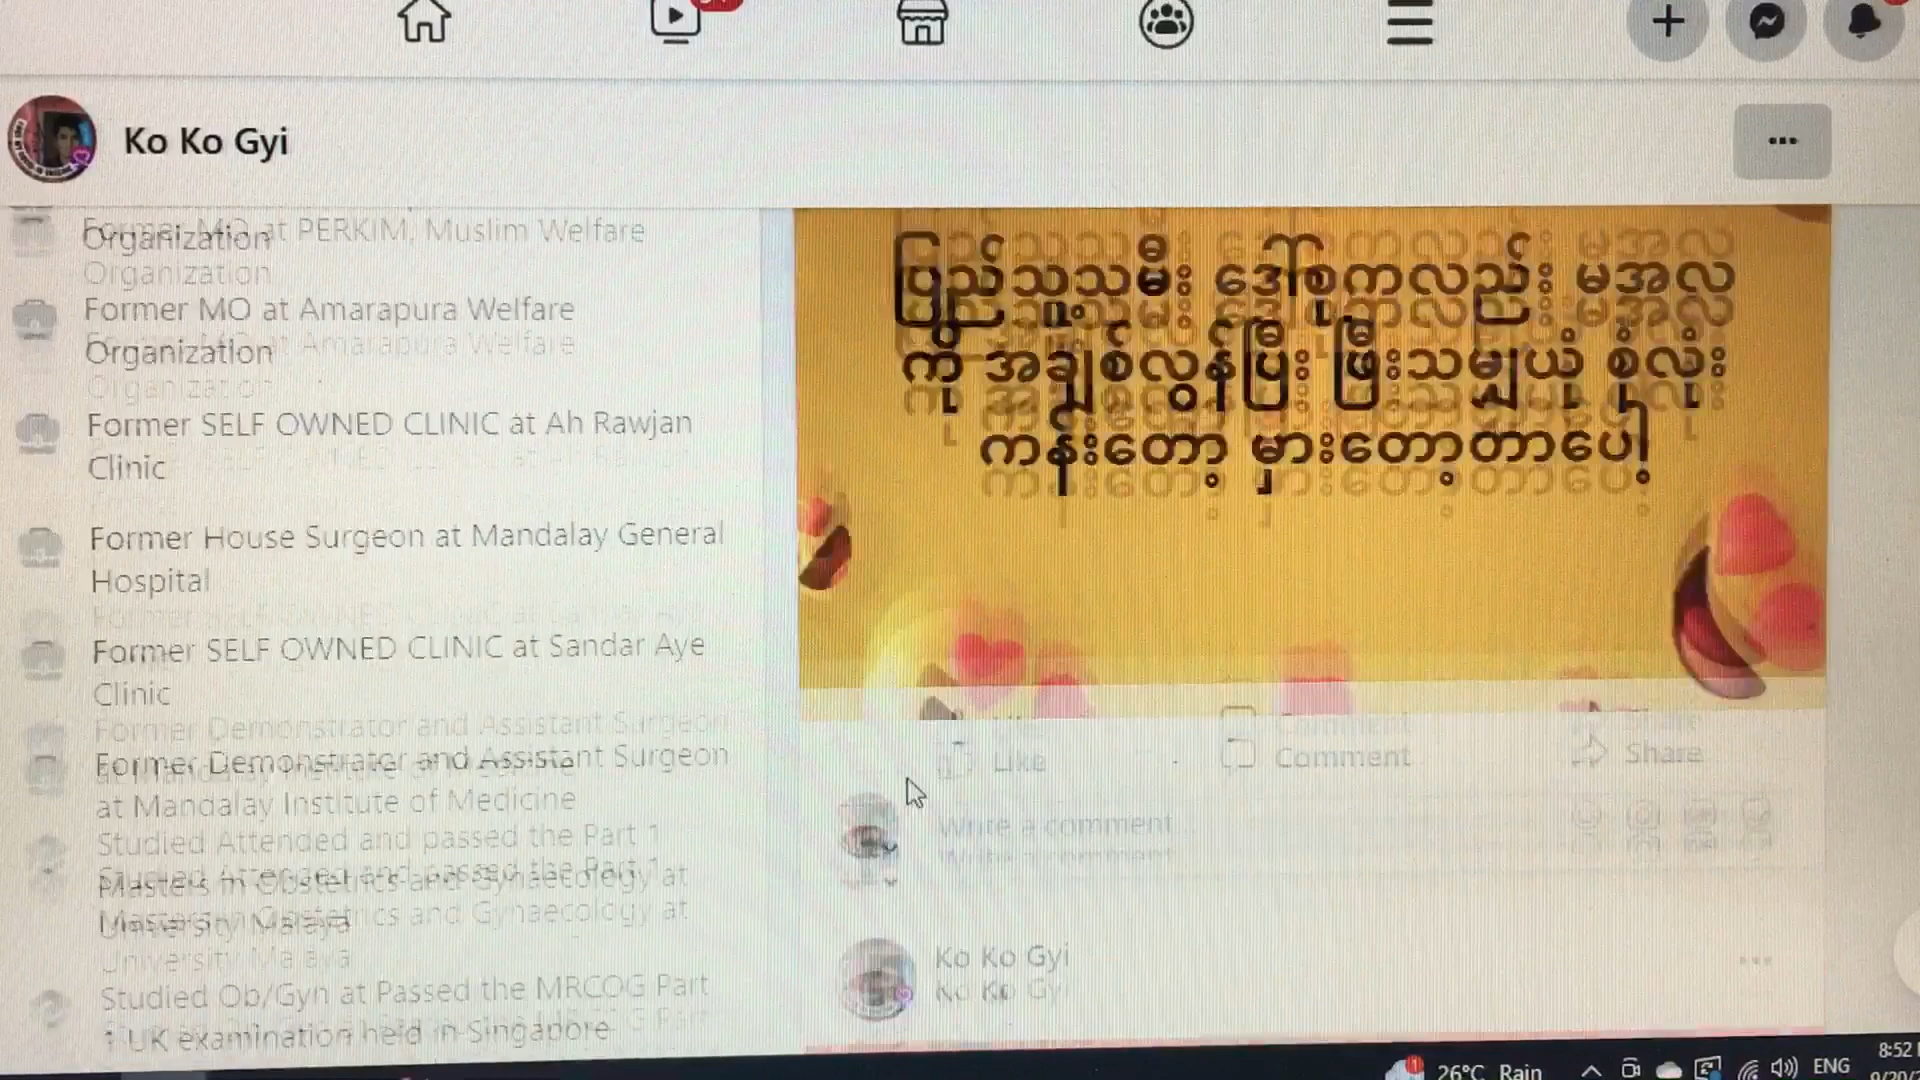 Ko Ko Gyi
Former MO at PERKIM, Muslim Welfare
Organization
Former MO at Amarapura Welfare
Organization
Former SELF OWNED CLINIC at Ah Rawjan
Clinic
Former House Surgeon at Mandalay General
Hospital
Former SELF OWNED CLINIC at Sandar Aye
Clinic
Former Demonstrator and Assistant Surgeon
at Mandalay Institute of Medicine
Studied Attended and passed the Part 1
Masters in Obstetrics and Gynaecology at
University Malaya
Studied Ob/Gyn at Passed the MRCOG Part
1 UK examination held in Singapore
ပြည်သူ့သမီး ဒေါ်စုကလည်း မအလ
ကို အချစ်လွန်ပြီး ဖြီးသမျှယုံ စုံလုံး
ကန်းတော့ မှားတော့တာပေါ့
Like
Comment
Share
Write a comment
Ko Ko Gyi
26°C Rain
ENG
8:52